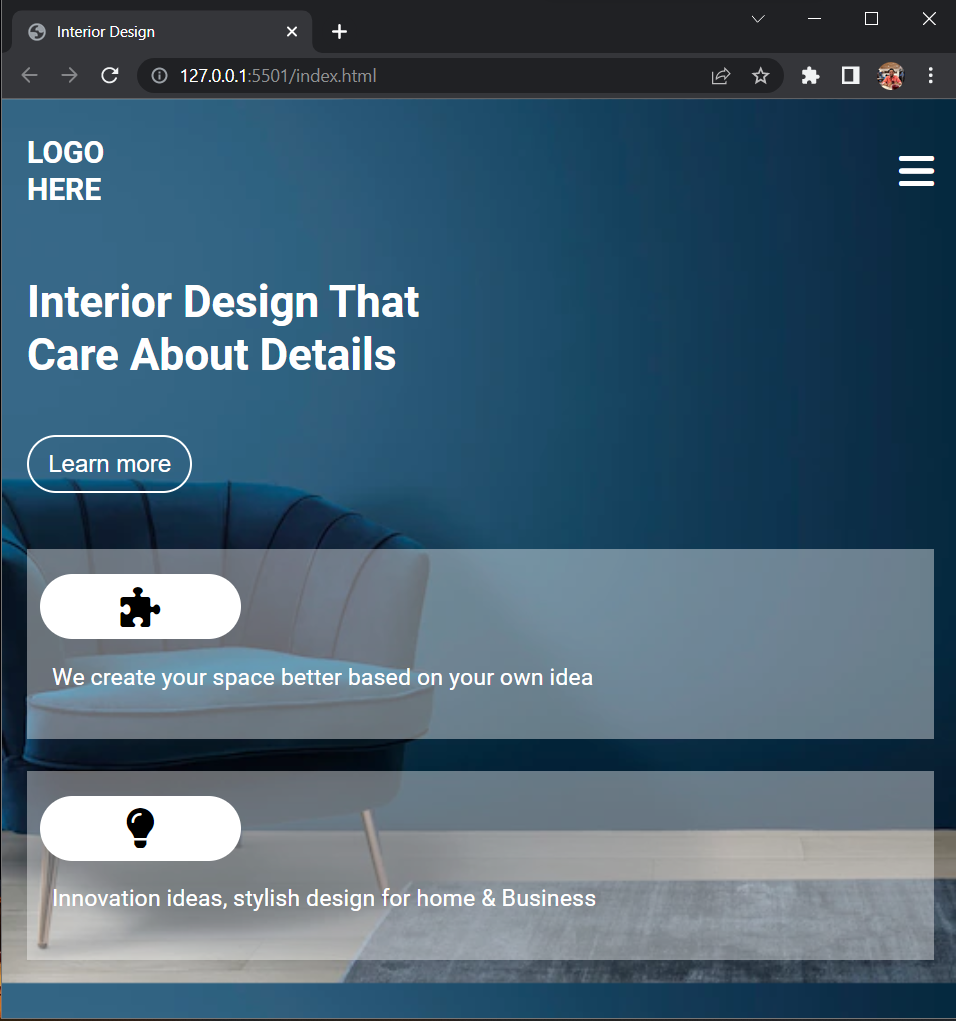 Interior Design
127.0.0.1:5501/index.html
LOGO
HERE
Interior Design That
Care About Details
Learn more
We create your space better based on your own idea
Innovation ideas, stylish design for home & Business